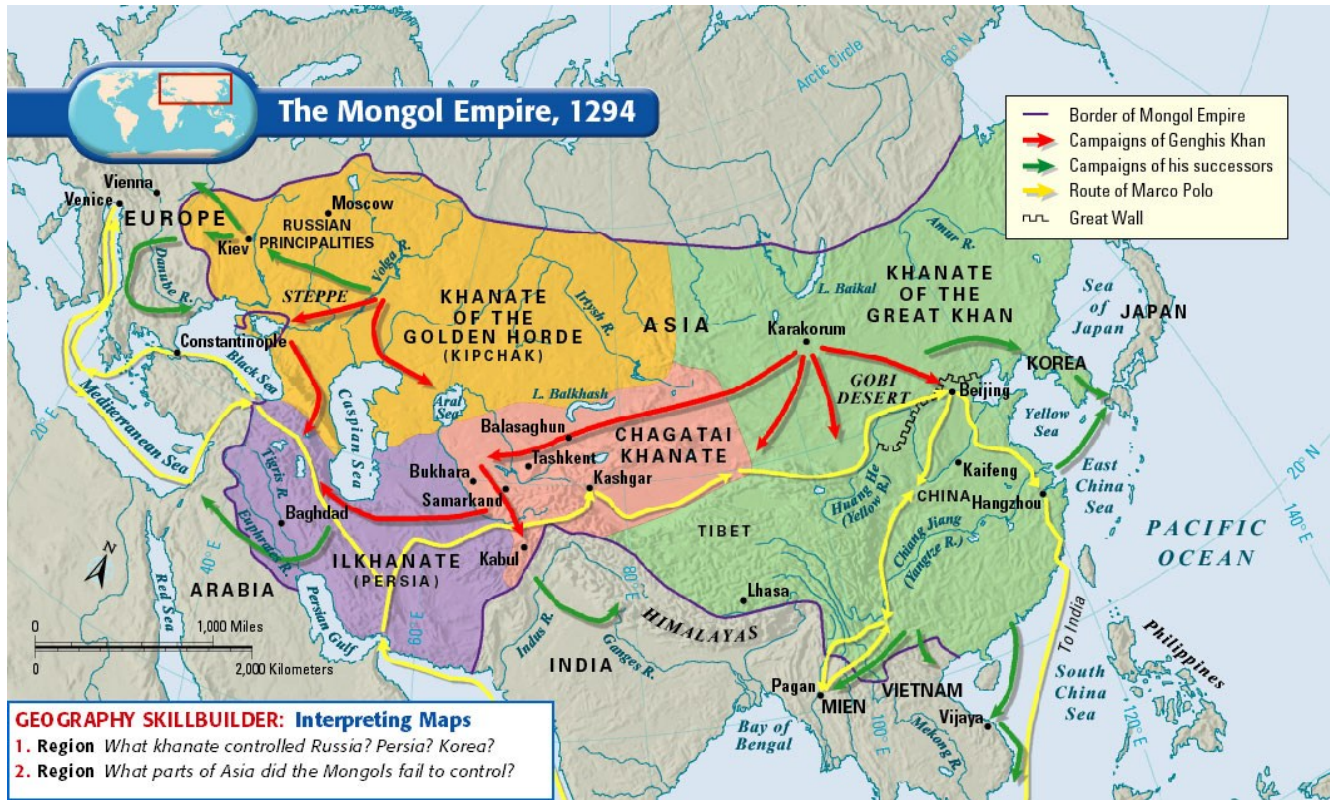 The Mongol Empire, 1294
Border of Mongol Empire
Campaigns of Genghis Khan
Campaigns of his successors
Route of Marco Polo
Great Wall
Arctic Circle
60° N
Vienna
Venice
EUROPE
Moscow
RUSSIAN
PRINCIPALITIES
Kiev
Danube R.
Volga R.
STEPPE
KHANATE
OF THE
GOLDEN HORDE
(KIPCHAK)
Irtysh R.
ASIA
L. Baikal
Amur R.
KHANATE
OF THE
GREAT KHAN
Sea
of
Japan
JAPAN
Karakorum
KOREA
Constantinople
Black Sea
Mediterranean Sea
20° E
Caspian Sea
Aral
Sea
L. Balkhash
GOBI
DESERT
Beijing
Yellow
Sea
Balasaghun
CHAGATAI
KHANATE
Tashkent
Bukhara
Kashgar
Samarkand
Tigris R.
Baghdad
Euphrates R.
Kabul
ILKHANATE
(PERSIA)
TIBET
Huang He
(Yellow R.)
Kaifeng
CHINA
Hangzhou
East
China
Sea
20° N
140° E
PACIFIC
OCEAN
Chiang Jiang
(Yangtze R.)
N
40° E
ARABIA
Red Sea
Persian Gulf
60° E
80° E
Lhasa
HIMALAYAS
Indus R.
Ganges R.
INDIA
To India
Philippines
South
China
Sea
0
1,000 Miles
0
2,000 Kilometers
Pagan
MIEN
VIETNAM
Vijaya
Bay of
Bengal
100° E
Mekong R.
120° E
GEOGRAPHY SKILLBUILDER: Interpreting Maps
1. Region What khanate controlled Russia? Persia? Korea?
2. Region What parts of Asia did the Mongols fail to control?